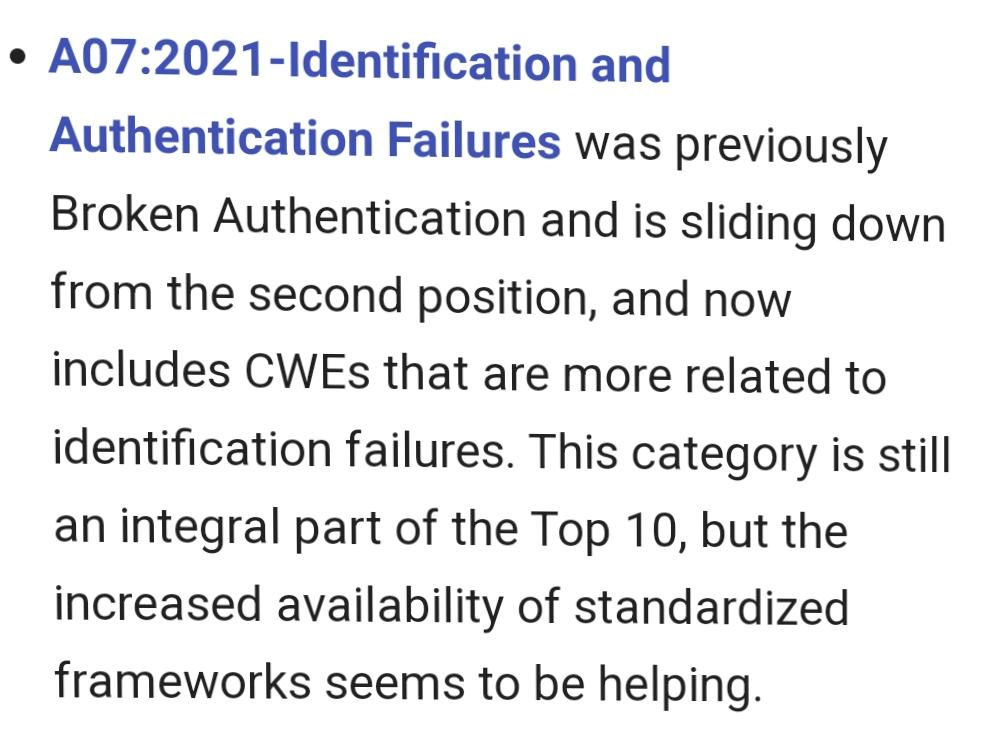 • A07:2021-Identification and
Authentication Failures was previously
Broken Authentication and is sliding down
from the second position, and now
includes CWEs that are more related to
identification failures. This category is still
an integral part of the Top 10, but the
increased availability of standardized
frameworks seems to be helping.